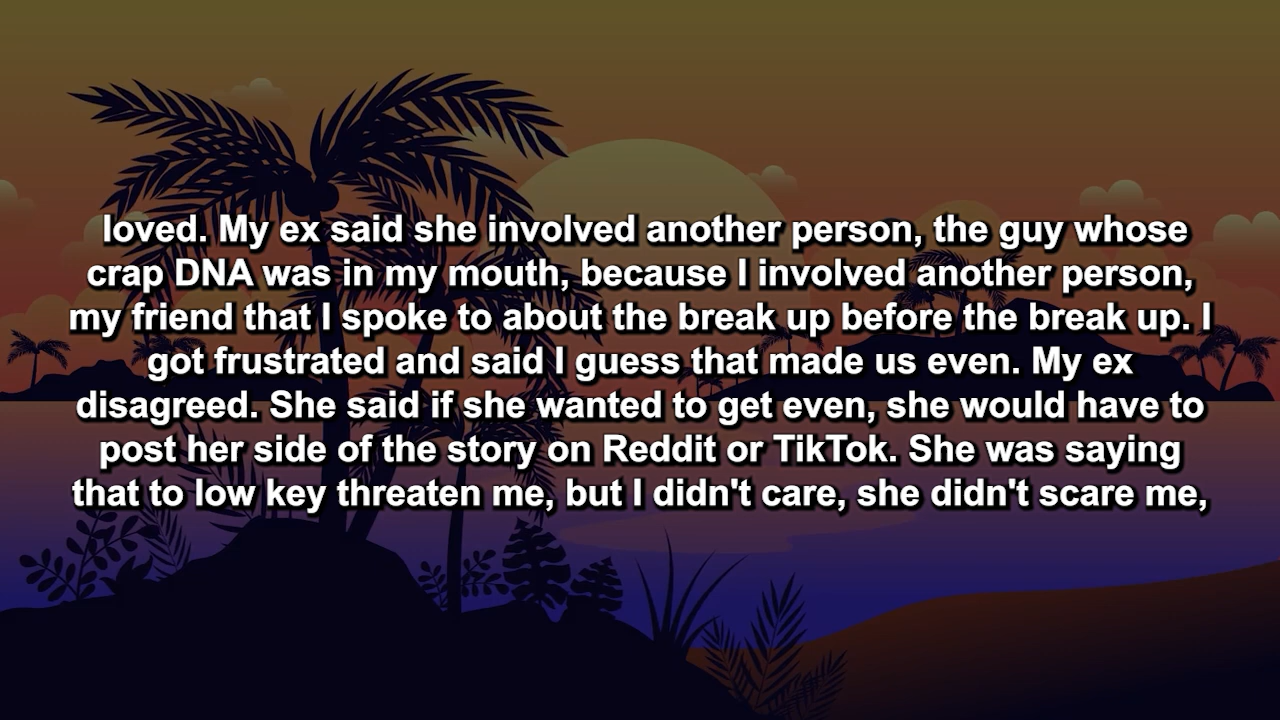 loved. My ex said she involved another person, the guy whose
crap DNA was in my mouth, because I involved another person,
my friend that I spoke to about the break up before the break up. I
got frustrated and said I guess that made us even. My ex
disagreed. She said if she wanted to get even, she would have to
post her side of the story on Reddit or TikTok. She was saying
that to low key threaten me, but I didn't care, she didn't scare me,